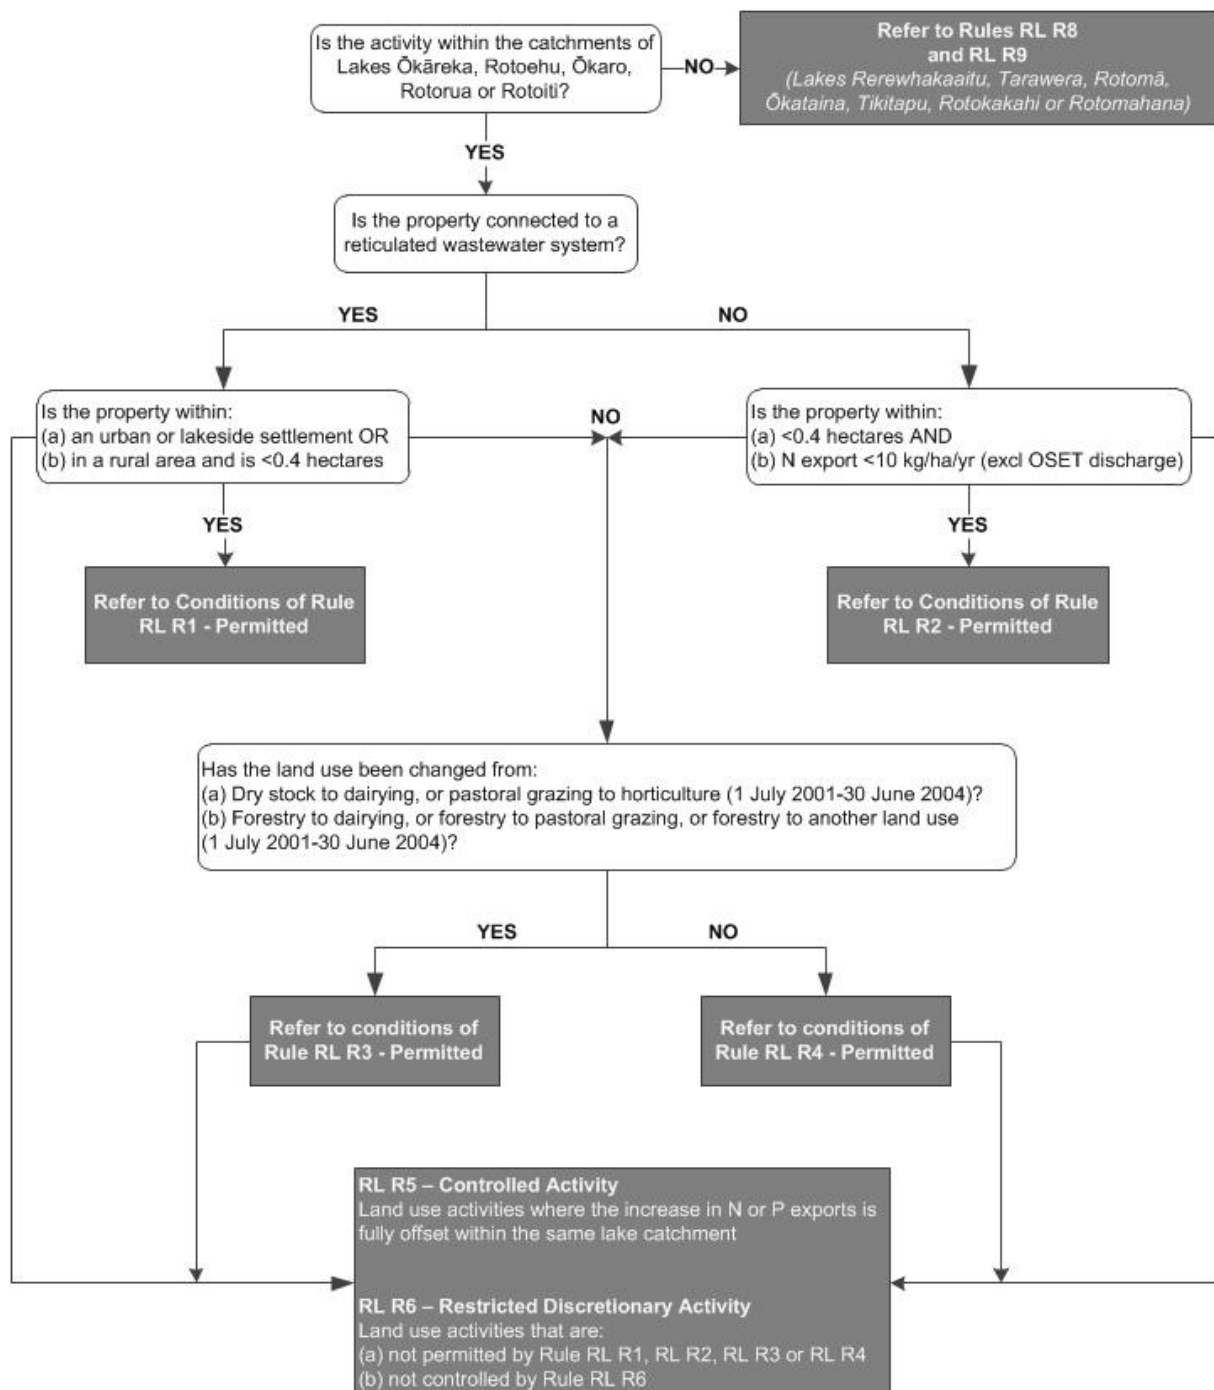 Is the activity within the catchments of
Lakes Ōkāreka, Rotoehu, Ōkaro,
Rotorua or Rotoiti?
NO
Refer to Rules RL R8
and RL R9
(Lakes Rerewhakaaitu, Tarawera, Rotomā,
Ōkataina, Tikitapu, Rotokakahi or Rotomahana)
YES
Is the property connected to a
reticulated wastewater system?
YES
NO
Is the property within:
(a) an urban or lakeside settlement OR
(b) in a rural area and is <0.4 hectares
NO
Is the property within:
(a) <0.4 hectares AND
(b) N export <10 kg/ha/yr (excl OSET discharge)
YES
YES
Refer to Conditions of Rule
RL R1 - Permitted
Refer to Conditions of Rule
RL R2 - Permitted
Has the land use been changed from:
(a) Dry stock to dairying, or pastoral grazing to horticulture (1 July 2001-30 June 2004)?
(b) Forestry to dairying, or forestry to pastoral grazing, or forestry to another land use
(1 July 2001-30 June 2004)?
YES
NO
Refer to conditions of
Rule RL R3 - Permitted
Refer to conditions of
Rule RL R4 - Permitted
RL R5 – Controlled Activity
Land use activities where the increase in N or P exports is
fully offset within the same lake catchment
RL R6 – Restricted Discretionary Activity
Land use activities that are:
(a) not permitted by Rule RL R1, RL R2, RL R3 or RL R4
(b) not controlled by Rule RL R6